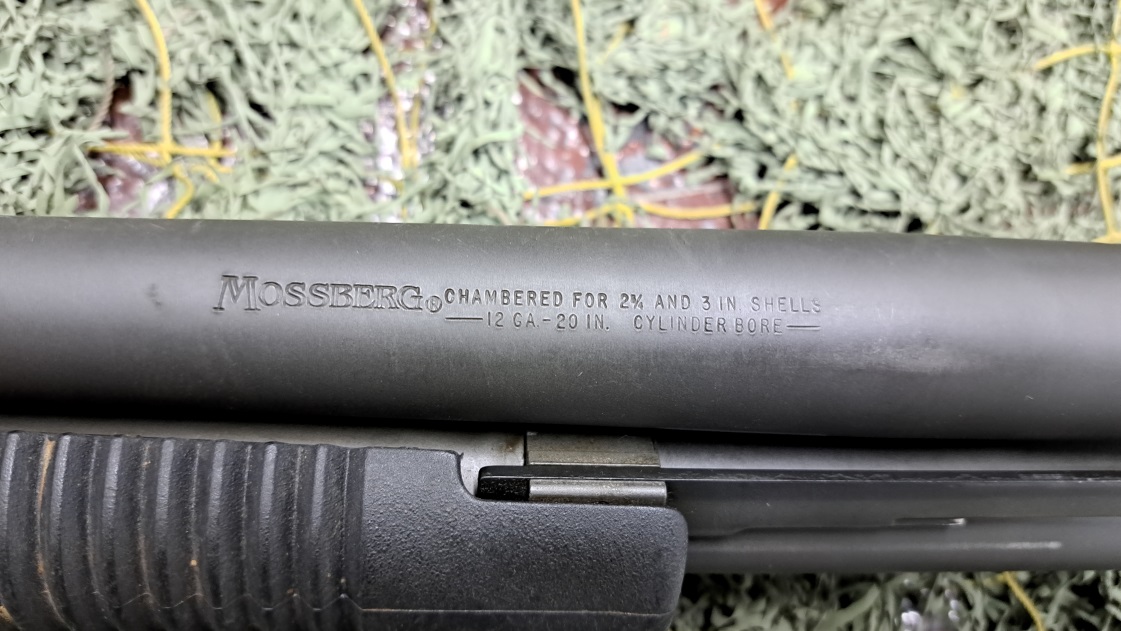 MOSSBERG® CHAMBERED FOR 2¾ AND 3 IN. SHELLS
12 GA.-20 IN. CYLINDER BORE